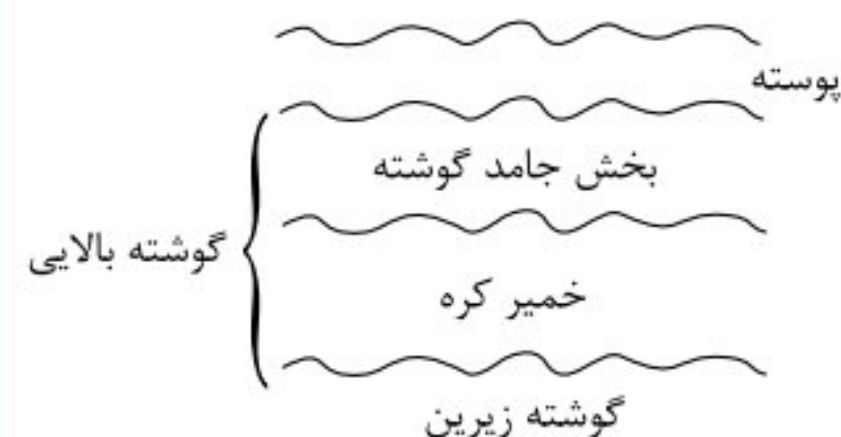 پوسته
بخش جامد گوشته
گوشته بالایی
خمیر کره
گوشته زیرین